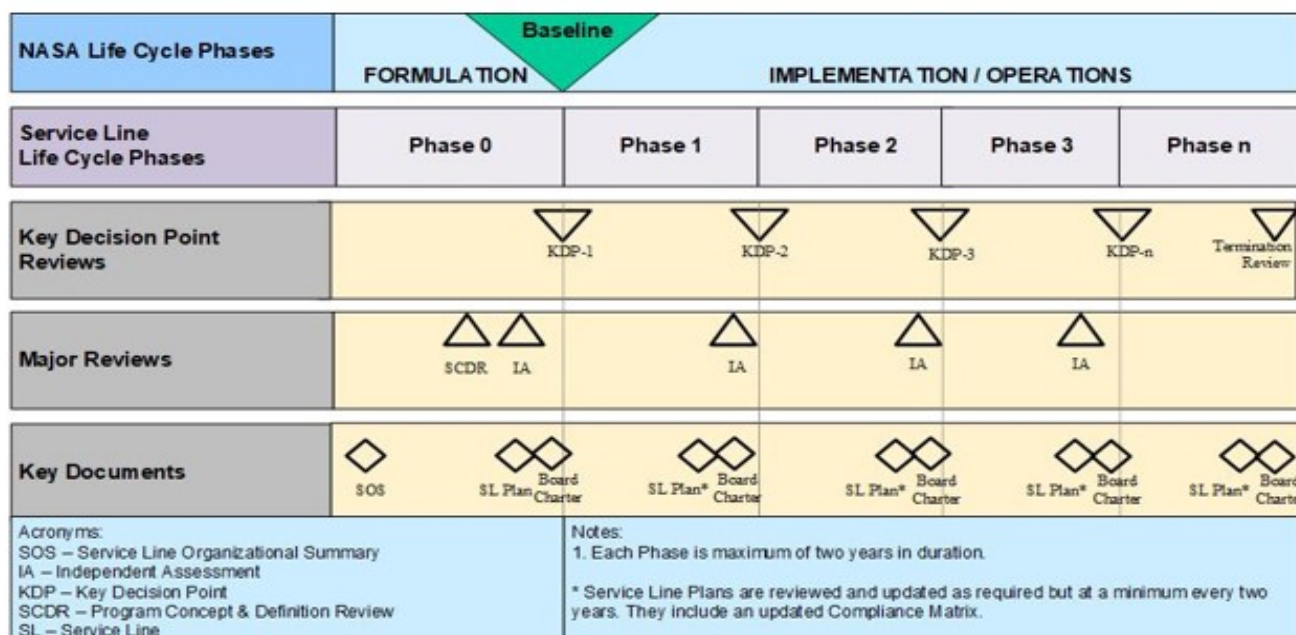 Baseline
NASA Life Cycle Phases
FORMULATION
IMPLEMENTATION / OPERATIONS
Service Line
Life Cycle Phases
Phase 0
Phase 1
Phase 2
Phase 3
Phase n
Key Decision Point
Reviews
KDP-1
KDP-2
KDP-3
KDP-n
Termination
Review
Major Reviews
SCDR
IA
IA
IA
IA
Key Documents
SOS
SL Plan
Board
Charter
SL Plan*
Board
Charter
SL Plan*
Board
Charter
SL Plan*
Board
Charter
SL Plan*
Board
Charter
Acronyms:
SOS – Service Line Organizational Summary
IA – Independent Assessment
KDP – Key Decision Point
SCDR – Program Concept & Definition Review
SL – Service Line
Notes:
1. Each Phase is maximum of two years in duration.
* Service Line Plans are reviewed and updated as required but at a minimum every two
years. They include an updated Compliance Matrix.